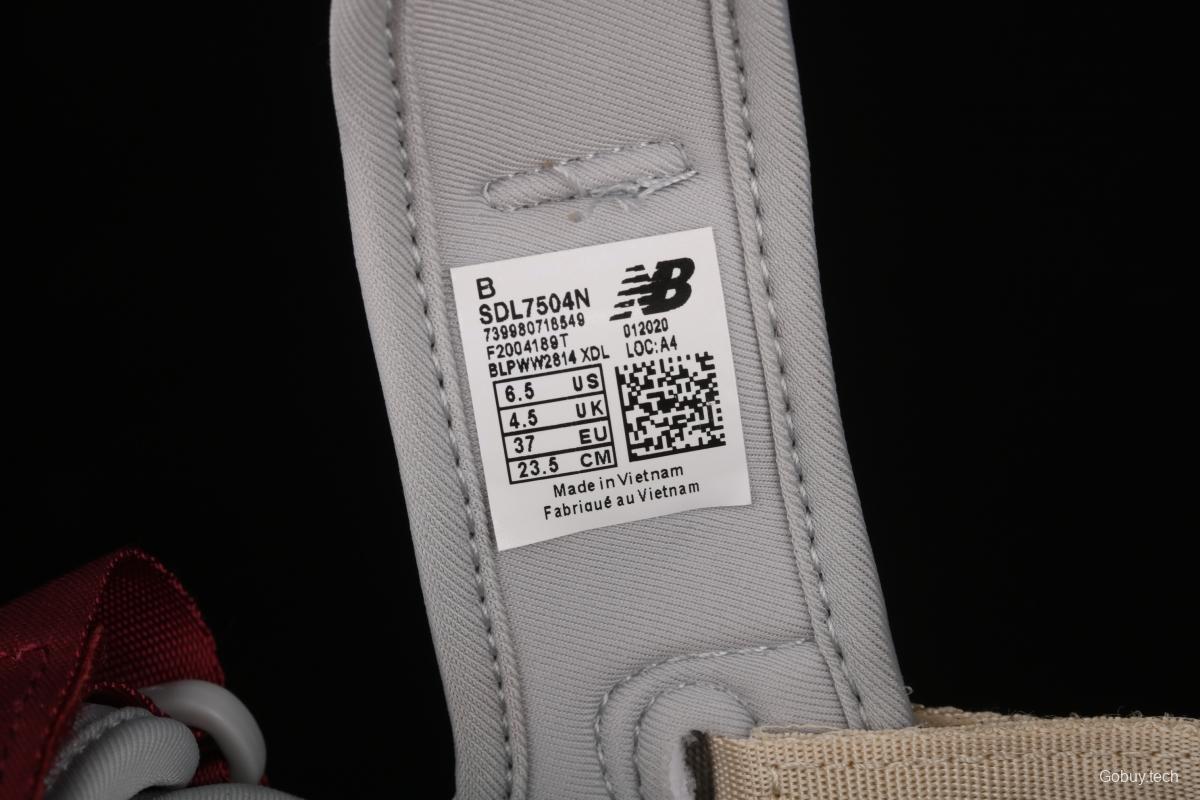 B
SDL7504N
739980718549
F2004189T
BLPWW2814 XDL
NB
012020
LOC:A4
6.5 US
4.5 UK
37 EU
23.5 CM
Made in Vietnam
Fabriqué au Vietnam
Gobuy.tech